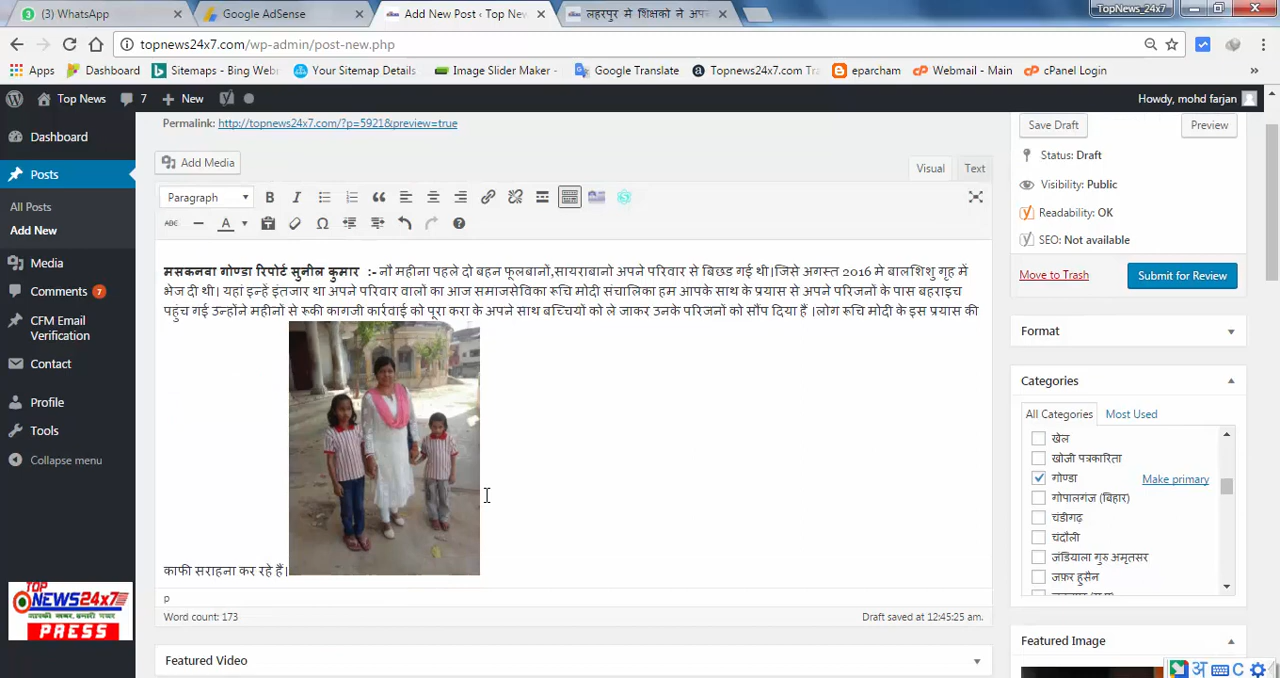 (3) WhatsApp
Google AdSense
Add New Post ‹ Top Nev
लहरपुर में शिक्षकों ने अपन
TopNews_24x7
topnews24x7.com/wp-admin/post-new.php
Apps
Dashboard
Sitemaps - Bing Web
Your Sitemap Details
Image Slider Maker -
Google Translate
Topnews24x7.com Tra
eparcham
Webmail - Main
cPanel Login
»
Top News
7
New
Howdy, mohd farjan
Dashboard
Posts
All Posts
Add New
Media
Comments 7
CFM Email
Verification
Contact
Profile
Tools
Collapse menu
TOP
NEWS24x7
आपकी खबर, हमारी नजर
PRESS
Permalink: http://topnews24x7.com/?p=5921&preview=true
Add Media
Visual
Text
Paragraph
ABC
मसकनवा गोण्डा रिपोर्ट सुनील कुमार :- नौ महीना पहले दो बहन फूलबानों,सायराबानो अपने परिवार से बिछड गई थी।जिसे अगस्त 2016 मे बालशिशु गृह में
भेज दी थी। यहां इन्हें इंतजार था अपने परिवार वालों का आज समाजसेविका रूचि मोदी संचालिका हम आपके साथ के प्रयास से अपने परिजनों के पास बहराइच
पहुंच गई उन्होंने महीनों से रूकी कागजी कार्रवाई को पूरा करा के अपने साथ बच्चियों को ले जाकर उनके परिजनों को सौंप दिया हैं ।लोग रूचि मोदी के इस प्रयास की
काफी सराहना कर रहे हैं।
p
Word count: 173
Draft saved at 12:45:25 am.
Featured Video
Save Draft
Preview
Status: Draft
Visibility: Public
Readability: OK
SEO: Not available
Move to Trash
Submit for Review
Format
Categories
All Categories
Most Used
खेल
खोजी पत्रकारिता
गोण्डा
Make primary
गोपालगंज (बिहार)
चंडीगढ़
चंदौली
जंडियाला गुरु अमृतसर
जफ़र हुसैन
Featured Image
अ